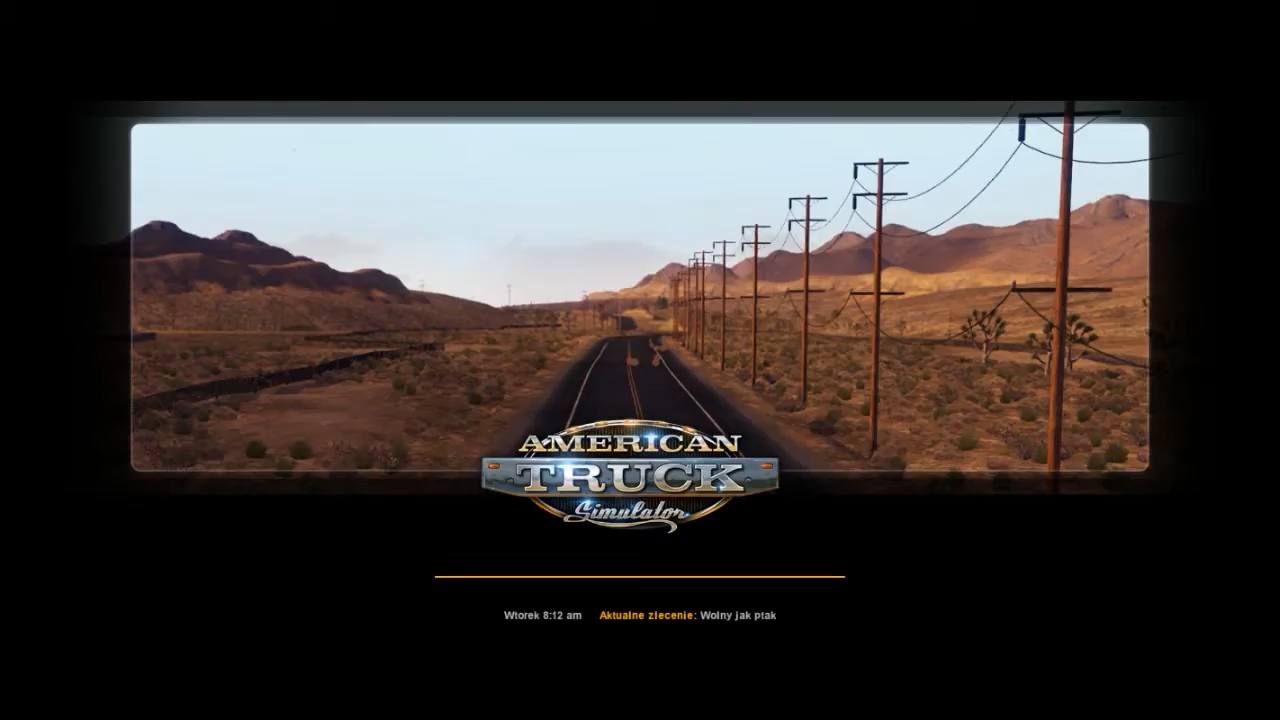 AMERICAN
TRUCK
Simulator
Wtorek 8:12 am Aktualne zlecenie: Wolny jak ptak